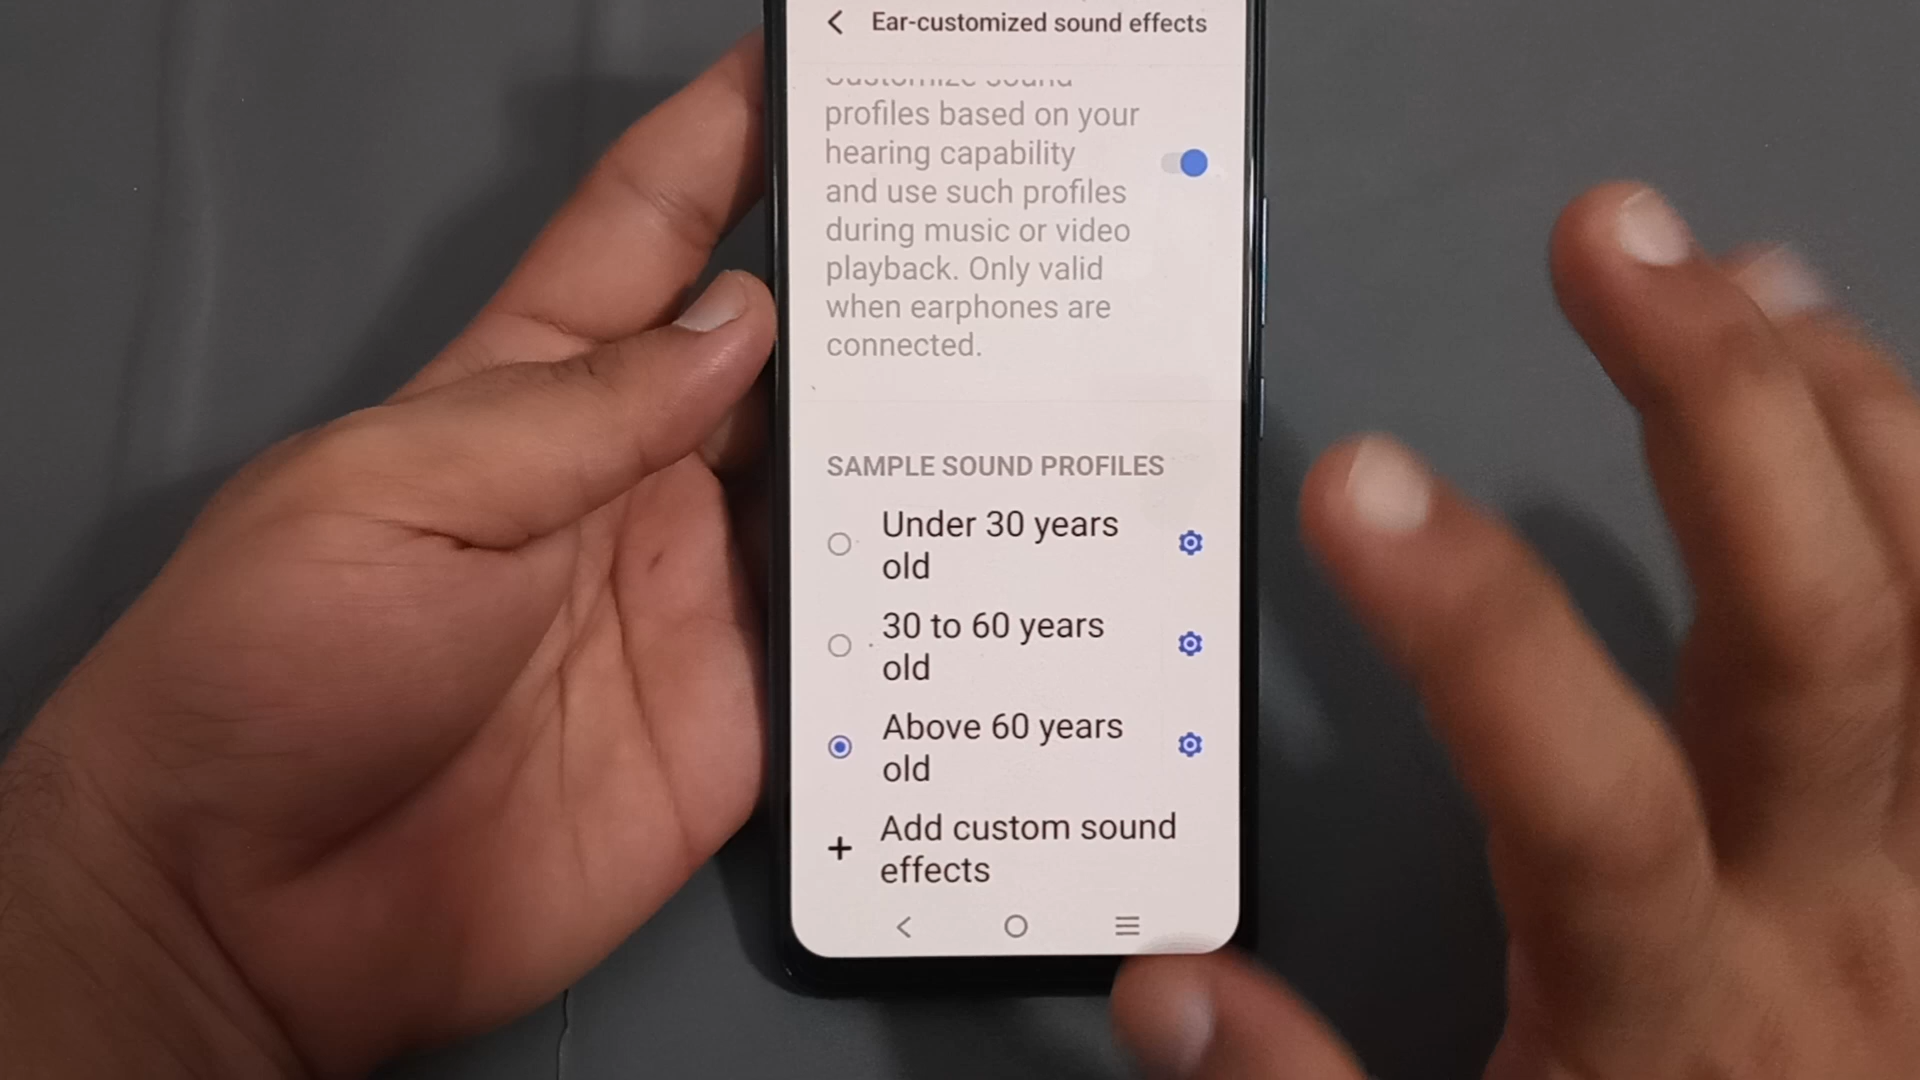 Ear-customized sound effects
Customize sound
profiles based on your
hearing capability
and use such profiles
during music or video
playback. Only valid
when earphones are
connected.
SAMPLE SOUND PROFILES
Under 30 years
old
30 to 60 years
old
Above 60 years
old
Add custom sound
effects